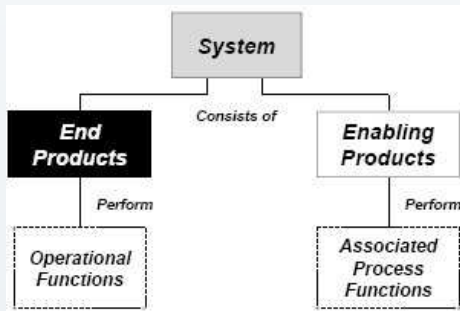 System
Consists of
End
Products
Enabling
Products
Perform
Perform
Operational
Functions
Associated
Process
Functions